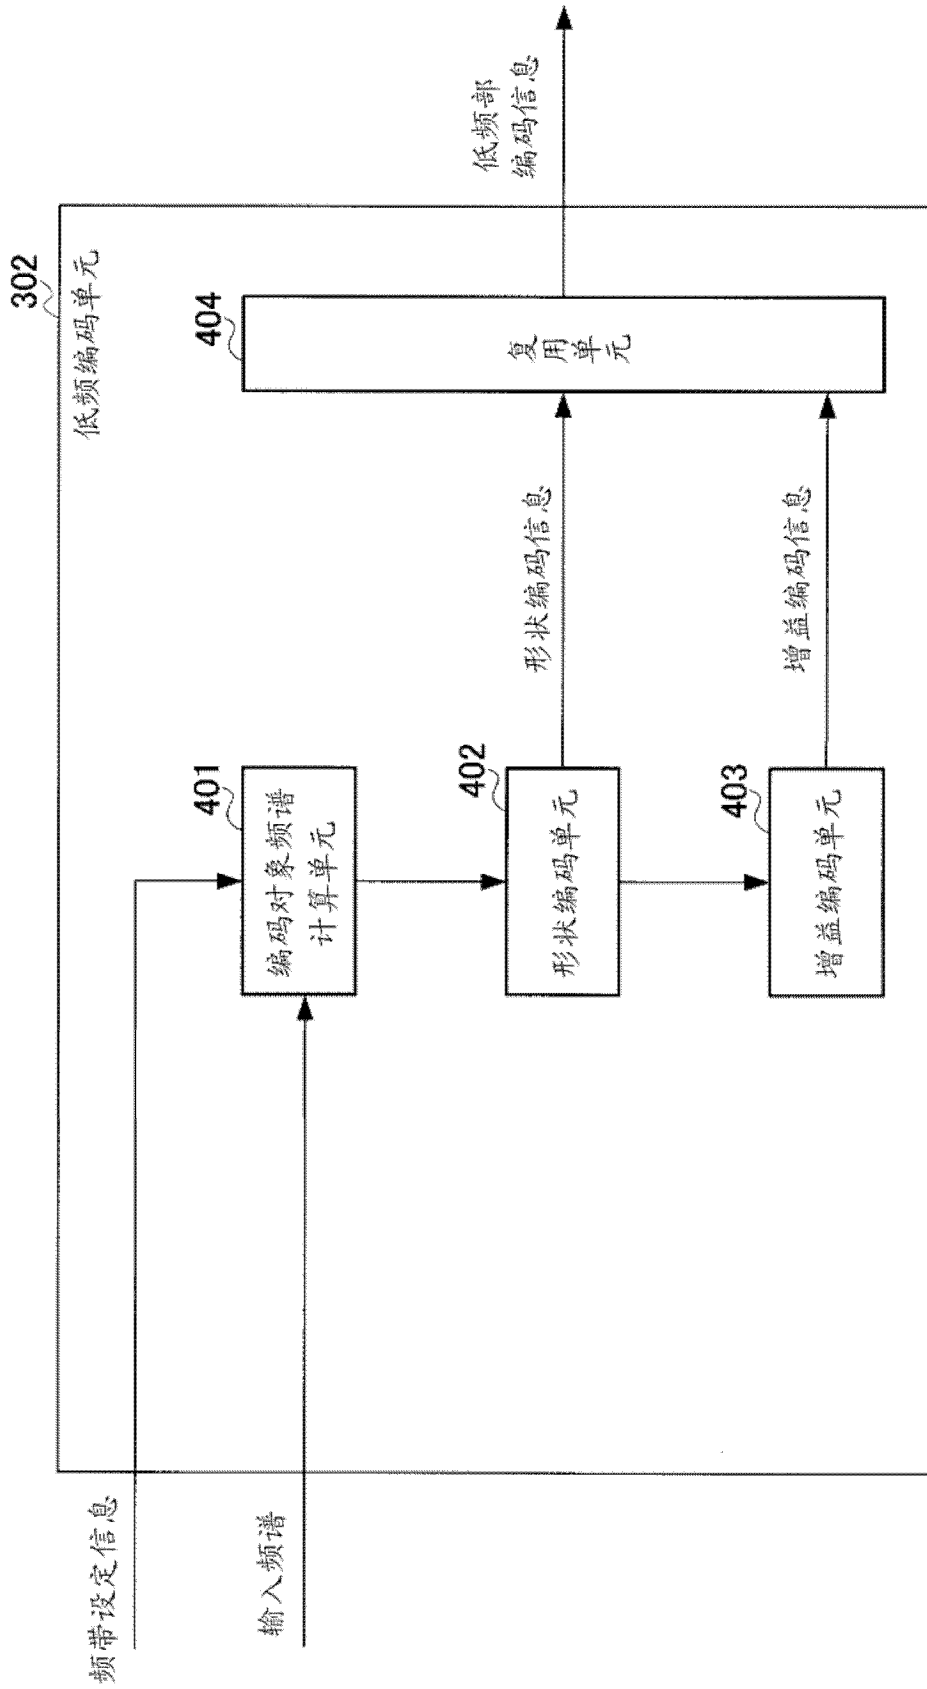 302
低频编码单元
频带设定信息
输入频谱
401
编码对象频谱
计算单元
402
形状编码单元
403
增益编码单元
形状编码信息
增益编码信息
404
复用单元
低频部
编码信息